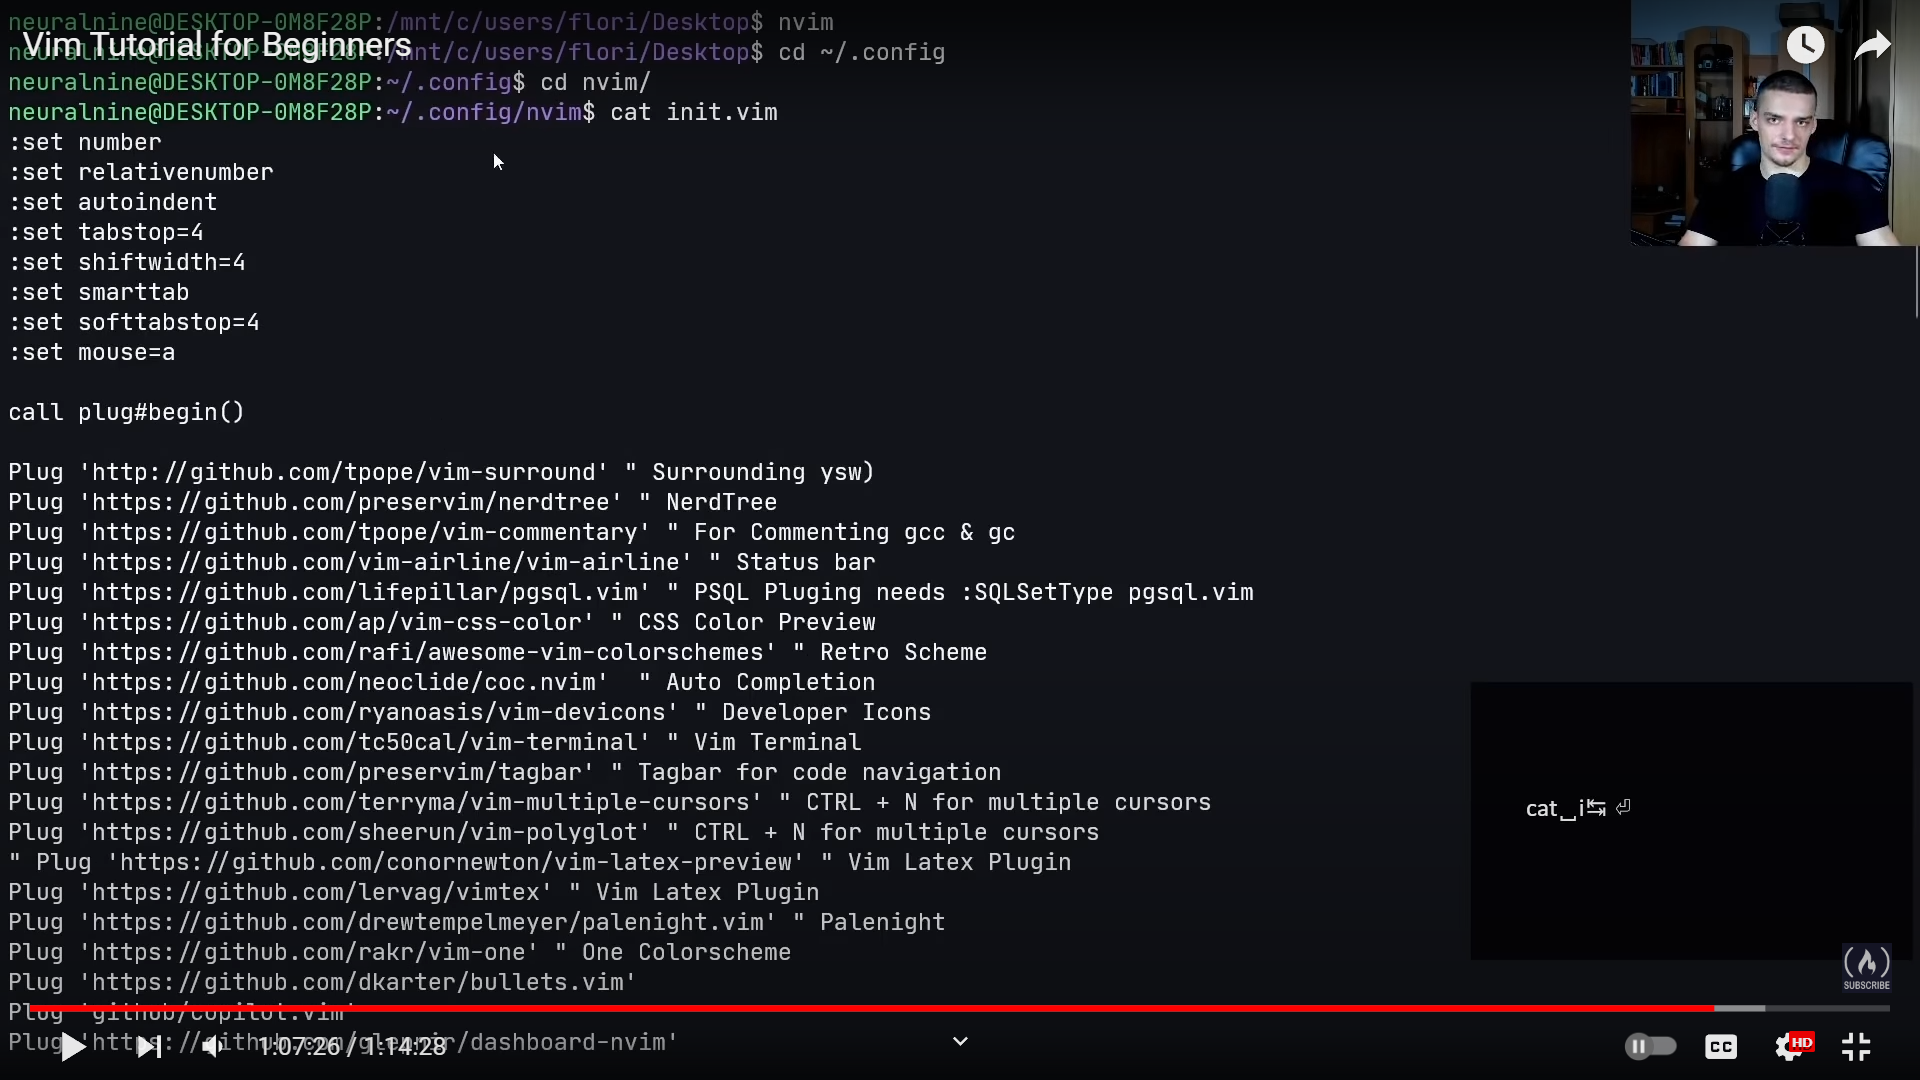 neuralnine@DESKTOP-0M8F28P:/mnt/c/users/flori/Desktop$ nvim
Vim Tutorial for Beginners
neuralnine@DESKTOP-0M8F28P:/mnt/c/users/flori/Desktop$ cd ~/.config
neuralnine@DESKTOP-0M8F28P:~/.config$ cd nvim/
neuralnine@DESKTOP-0M8F28P:~/.config/nvim$ cat init.vim
:set number
:set relativenumber
:set autoindent
:set tabstop=4
:set shiftwidth=4
:set smarttab
:set softtabstop=4
:set mouse=a
call plug#begin()
Plug 'http://github.com/tpope/vim-surround' " Surrounding ysw)
Plug 'https://github.com/preservim/nerdtree' " NerdTree
Plug 'https://github.com/tpope/vim-commentary' " For Commenting gcc & gc
Plug 'https://github.com/vim-airline/vim-airline' " Status bar
Plug 'https://github.com/lifepillar/pgsql.vim' " PSQL Pluging needs :SQLSetType pgsql.vim
Plug 'https://github.com/ap/vim-css-color' " CSS Color Preview
Plug 'https://github.com/rafi/awesome-vim-colorschemes' " Retro Scheme
Plug 'https://github.com/neoclide/coc.nvim'  " Auto Completion
Plug 'https://github.com/ryanoasis/vim-devicons' " Developer Icons
Plug 'https://github.com/tc50cal/vim-terminal' " Vim Terminal
Plug 'https://github.com/preservim/tagbar' " Tagbar for code navigation
Plug 'https://github.com/terryma/vim-multiple-cursors' " CTRL + N for multiple cursors
Plug 'https://github.com/sheerun/vim-polyglot' " CTRL + N for multiple cursors
" Plug 'https://github.com/conornewton/vim-latex-preview' " Vim Latex Plugin
Plug 'https://github.com/lervag/vimtex' " Vim Latex Plugin
Plug 'https://github.com/drewtempelmeyer/palenight.vim' " Palenight
Plug 'https://github.com/rakr/vim-one' " One Colorscheme
Plug 'https://github.com/dkarter/bullets.vim'
Plug 'github/copilot.vim'
Plug 'https://github.com/glepnir/dashboard-nvim'
cat␣i↹ ⏎
SUBSCRIBE
1:07:26 / 1:14:28
CC
HD